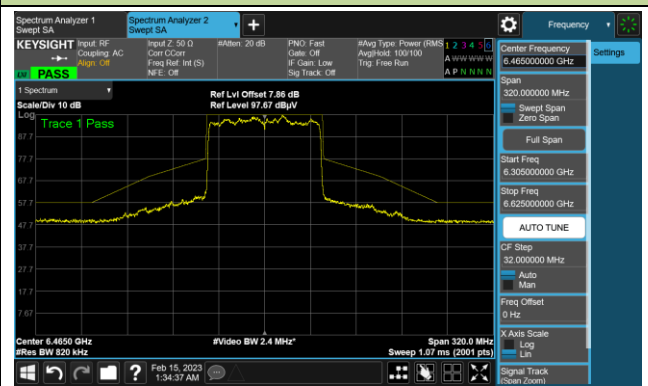 Spectrum Analyzer 1
Swept SA
Spectrum Analyzer 2
Swept SA
Frequency
KEYSIGHT
Input: RF
Coupling: AC
Align: Off
Input Z: 50 Ω
Corr CCorr
Freq Ref: Int (S)
NFE: Off
#Atten: 20 dB
PNO: Fast
Gate: Off
IF Gain: Low
Sig Track: Off
#Avg Type: Power (RMS
Avg|Hold: 100/100
Trig: Free Run
1 2 3 4 5 6
A W W W W W
A P N N N N
PASS
Center Frequency
6.465000000 GHz
Settings
1 Spectrum
Scale/Div 10 dB
Ref Lvl Offset 7.86 dB
Ref Level 97.67 dBµV
Log
Trace 1 Pass
87.7
77.7
67.7
57.7
47.7
37.7
27.7
17.7
7.67
Span
320.000000 MHz
Swept Span
Zero Span
Full Span
Start Freq
6.305000000 GHz
Stop Freq
6.625000000 GHz
AUTO TUNE
CF Step
32.000000 MHz
Auto
Man
Freq Offset
0 Hz
X Axis Scale
Log
Lin
Signal Track
(Span Zoom)
Center 6.4650 GHz
#Res BW 820 kHz
#Video BW 2.4 MHz*
Span 320.0 MHz
Sweep 1.07 ms (2001 pts)
?
Feb 15, 2023
1:34:37 AM